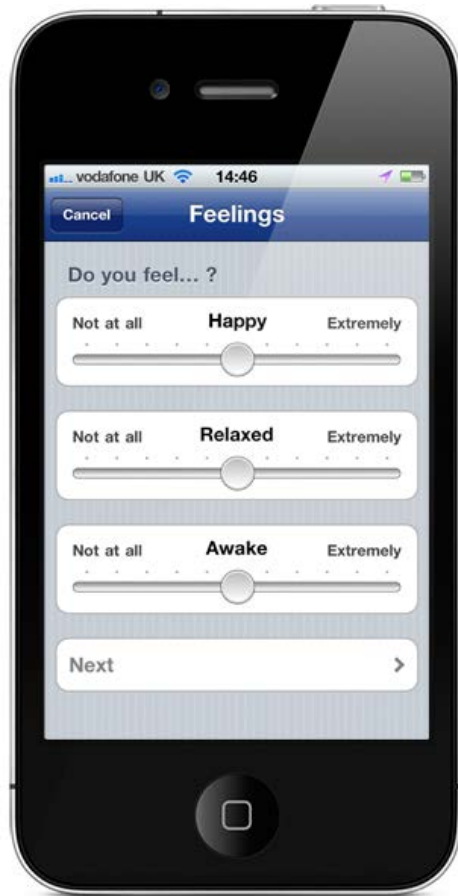 vodafone UK 14:46
Cancel Feelings
Do you feel... ?
Not at all Happy Extremely
Not at all Relaxed Extremely
Not at all Awake Extremely
Next